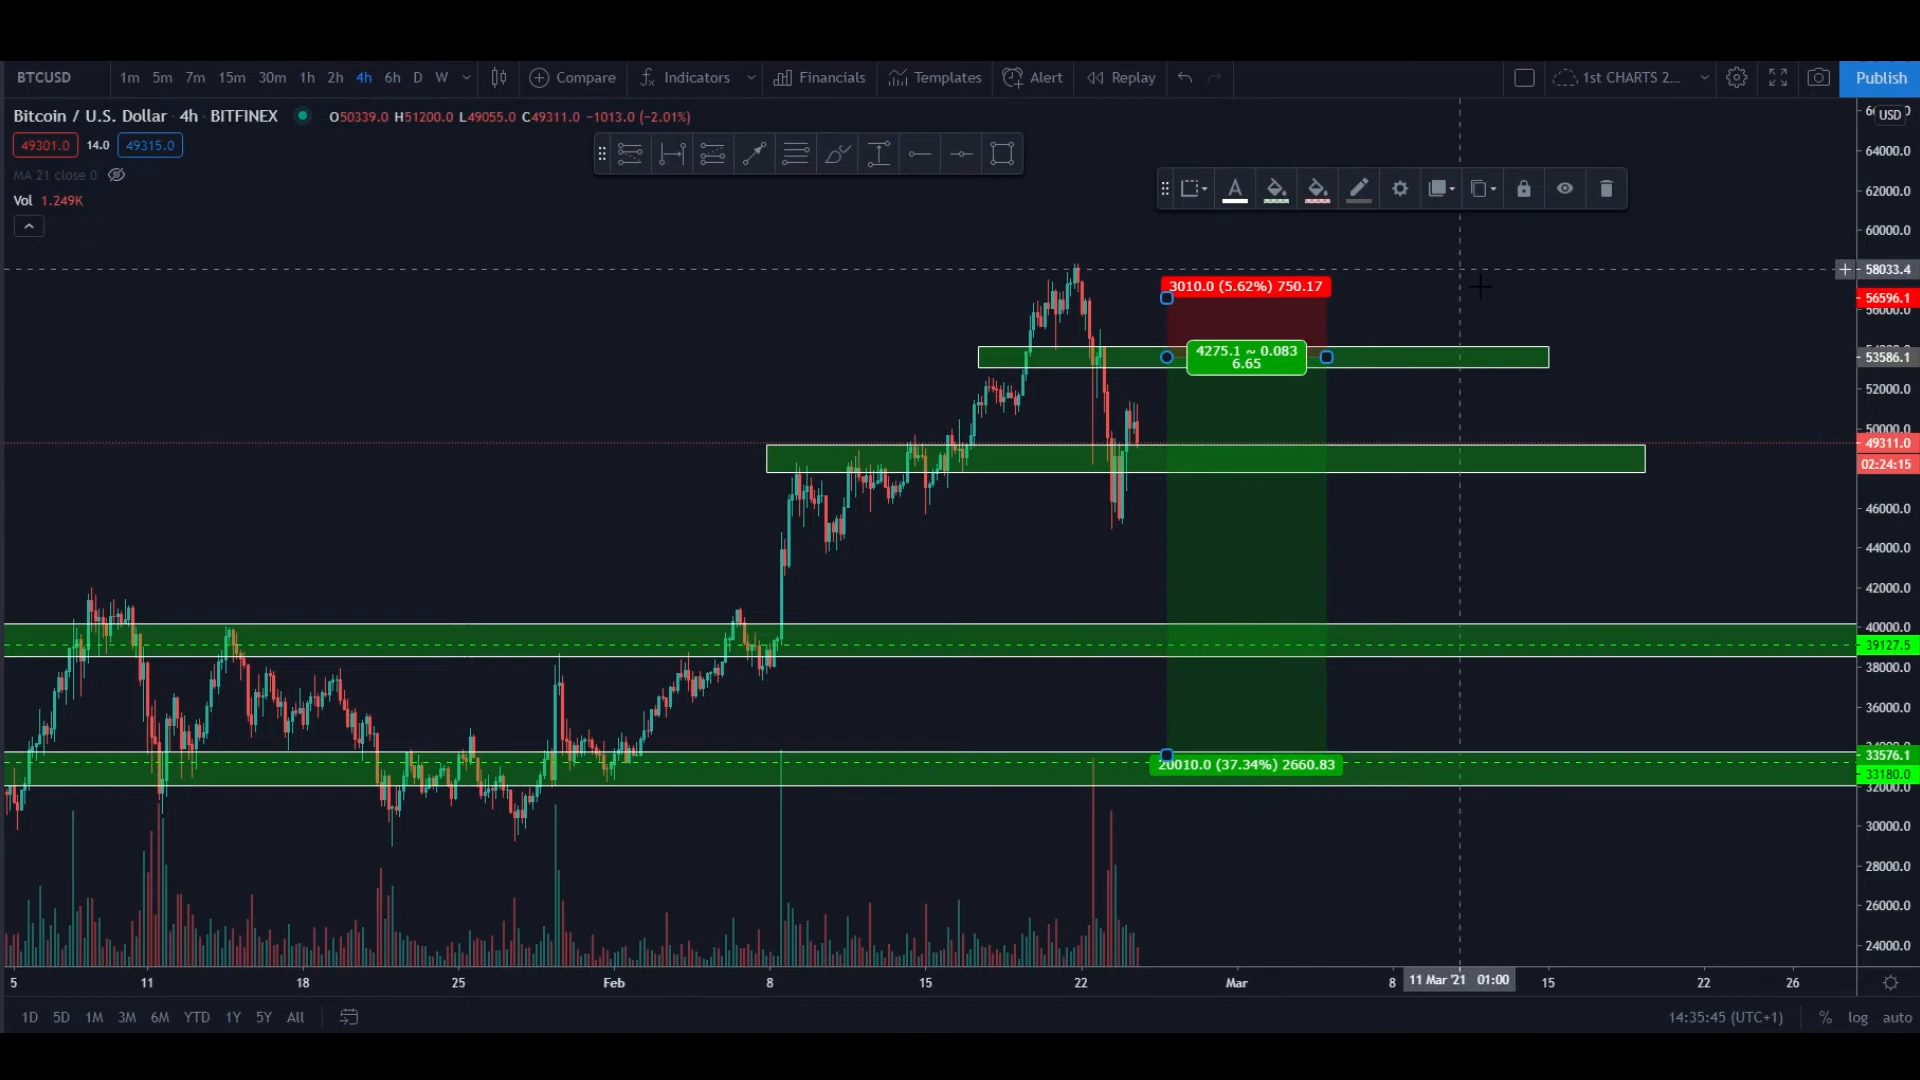 BTCUSD 1m 5m 7m 15m 30m 1h 2h 4h 6h D W Compare Indicators Financials Templates Alert Replay 1st CHARTS 2... Publish
Bitcoin / U.S. Dollar 4h BITFINEX O50339.0 H51200.0 L49055.0 C49311.0 −1013.0 (−2.01%)
USD
49301.0 14.0 49315.0
MA 21 close 0
Vol 1.249K
64000.0
62000.0
60000.0
58033.4
3010.0 (5.62%) 750.17
56596.1
56000.0
4275.1 ~ 0.083
6.65
53586.1
52000.0
50000.0
49311.0
02:24:15
46000.0
44000.0
42000.0
40000.0
39127.5
38000.0
36000.0
33576.1
20010.0 (37.34%) 2660.83
33180.0
32000.0
30000.0
28000.0
26000.0
24000.0
5 11 18 25 Feb 8 15 22 Mar 8 11 Mar '21 01:00 15 22 26
1D 5D 1M 3M 6M YTD 1Y 5Y All 14:35:45 (UTC+1) % log auto